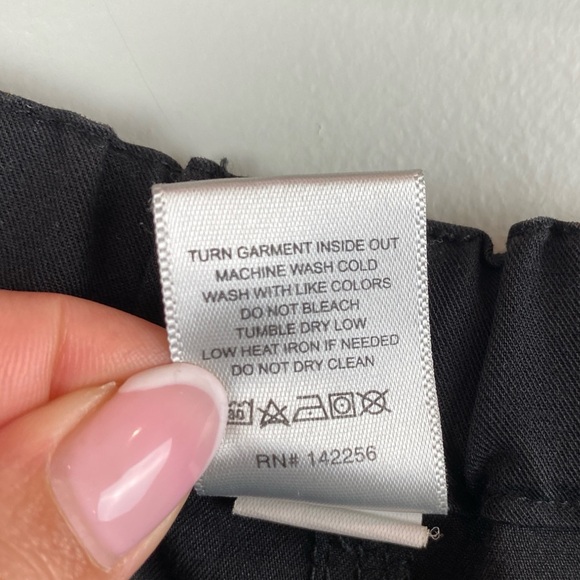 TURN GARMENT INSIDE OUT
MACHINE WASH COLD
WASH WITH LIKE COLORS
DO NOT BLEACH
TUMBLE DRY LOW
LOW HEAT IRON IF NEEDED
DO NOT DRY CLEAN
30
RN# 142256